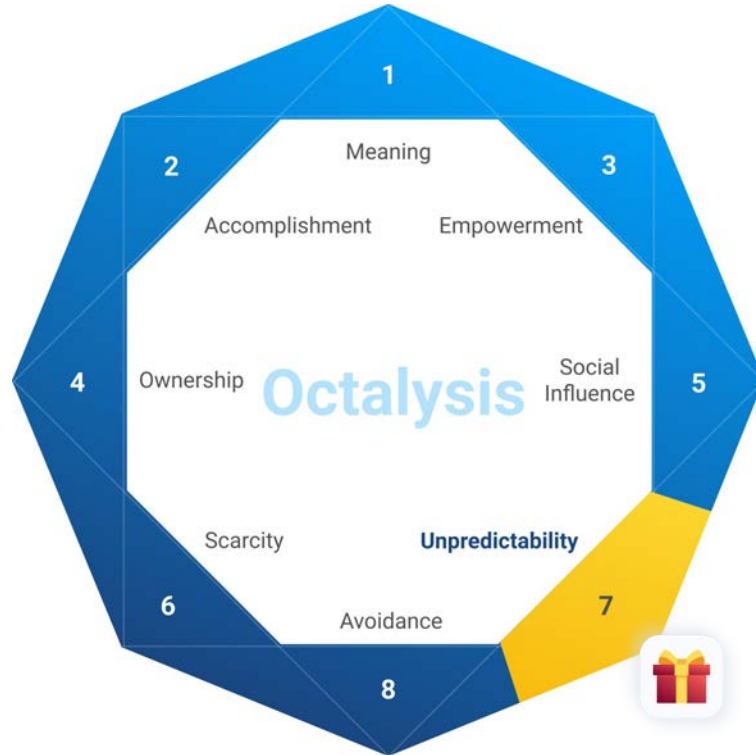 1
Meaning
2
3
Accomplishment
Empowerment
4
Ownership
Octalysis
Social
Influence
5
Scarcity
Unpredictability
6
7
Avoidance
8